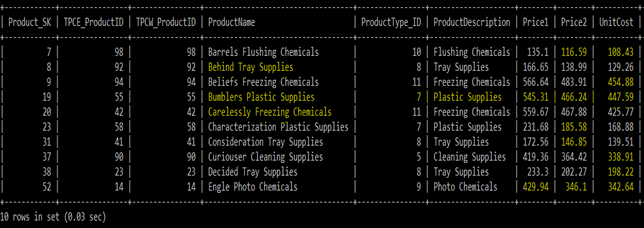 Product_SK | TPCE_ProductID | TPCW_ProductID | ProductName | ProductType_ID | ProductDescription | Price1 | Price2 | UnitCost
7 | 98 | 98 | Barrels Flushing Chemicals | 10 | Flushing Chemicals | 135.1 | 116.59 | 108.43
8 | 92 | 92 | Behind Tray Supplies | 8 | Tray Supplies | 166.65 | 138.99 | 129.26
9 | 94 | 94 | Beliefs Freezing Chemicals | 11 | Freezing Chemicals | 566.64 | 483.91 | 454.88
19 | 55 | 55 | Bumblers Plastic Supplies | 7 | Plastic Supplies | 545.31 | 466.24 | 447.59
20 | 42 | 42 | Carelessly Freezing Chemicals | 11 | Freezing Chemicals | 559.67 | 467.88 | 425.77
23 | 58 | 58 | Characterization Plastic Supplies | 7 | Plastic Supplies | 231.68 | 185.58 | 168.88
31 | 41 | 41 | Consideration Tray Supplies | 8 | Tray Supplies | 172.56 | 146.85 | 139.51
37 | 90 | 90 | Curiouser Cleaning Supplies | 5 | Cleaning Supplies | 419.36 | 364.42 | 338.91
38 | 23 | 23 | Decided Tray Supplies | 8 | Tray Supplies | 233.3 | 202.27 | 198.22
52 | 14 | 14 | Engle Photo Chemicals | 9 | Photo Chemicals | 429.94 | 346.1 | 342.64
10 rows in set (0.03 sec)